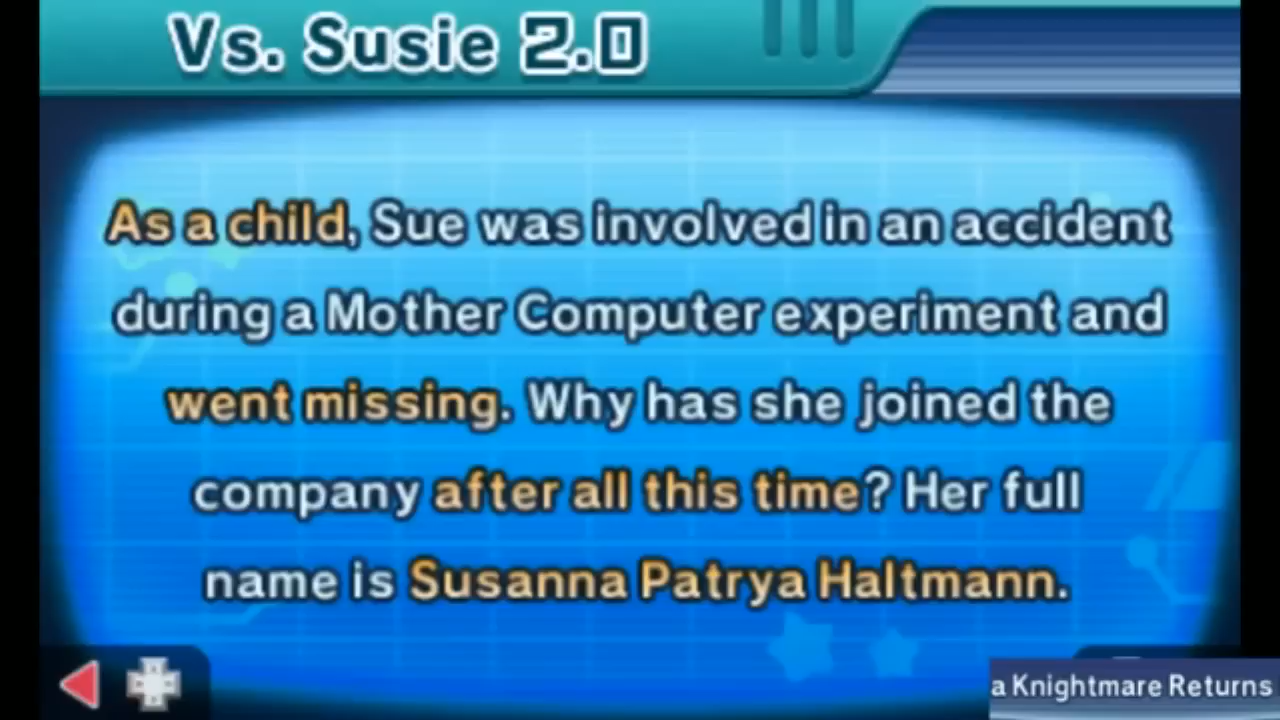 Vs. Susie 2.0
As a child, Sue was involved in an accident
during a Mother Computer experiment and
went missing. Why has she joined the
company after all this time? Her full
name is Susanna Patrya Haltmann.
a Knightmare Returns